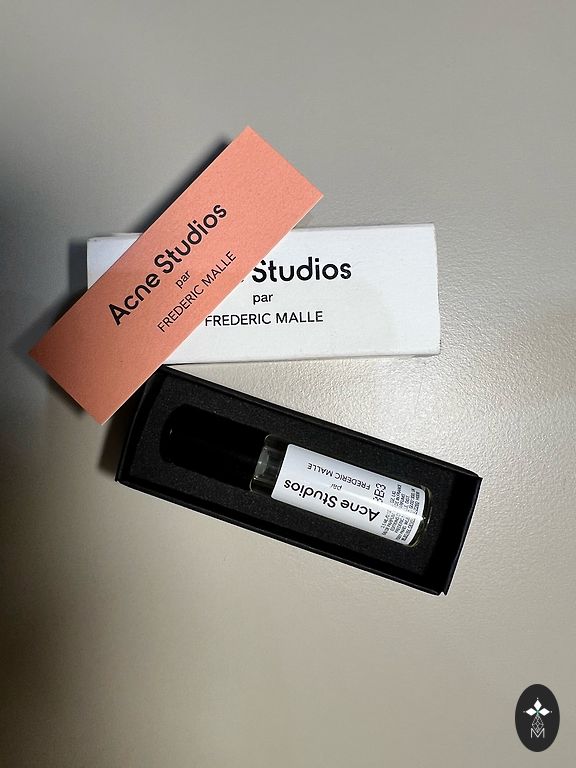 Acne Studios
par
FREDERIC MALLE
Studios
par
FREDERIC MALLE
Acne Studios
par
FREDERIC MALLE
M